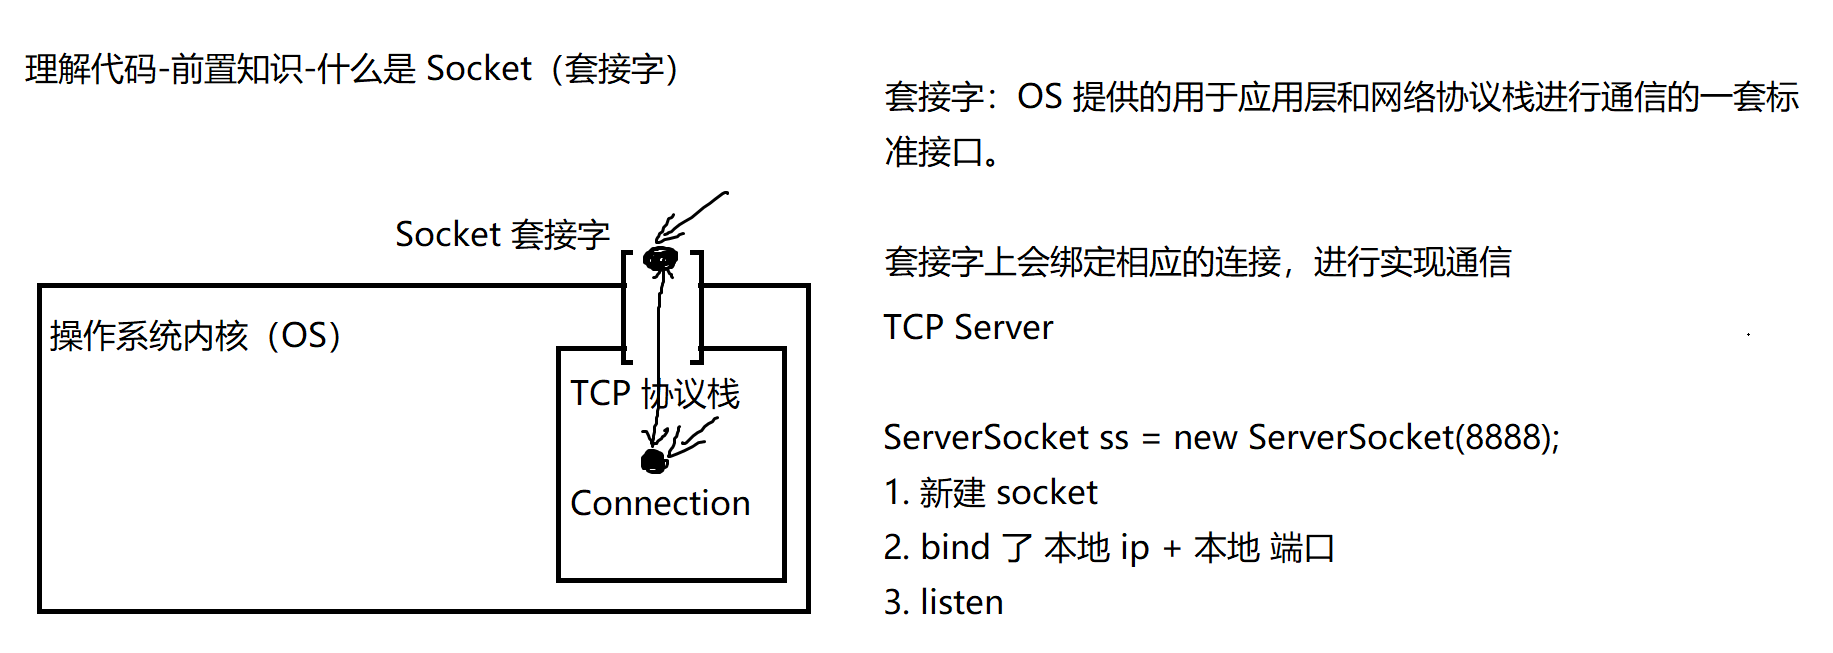 理解代码-前置知识-什么是 Socket（套接字）
Socket 套接字
操作系统内核（OS）
TCP 协议栈
Connection
套接字：OS 提供的用于应用层和网络协议栈进行通信的一套标
准接口。
套接字上会绑定相应的连接，进行实现通信
TCP Server
ServerSocket ss = new ServerSocket(8888);
1. 新建 socket
2. bind 了 本地 ip + 本地 端口
3. listen